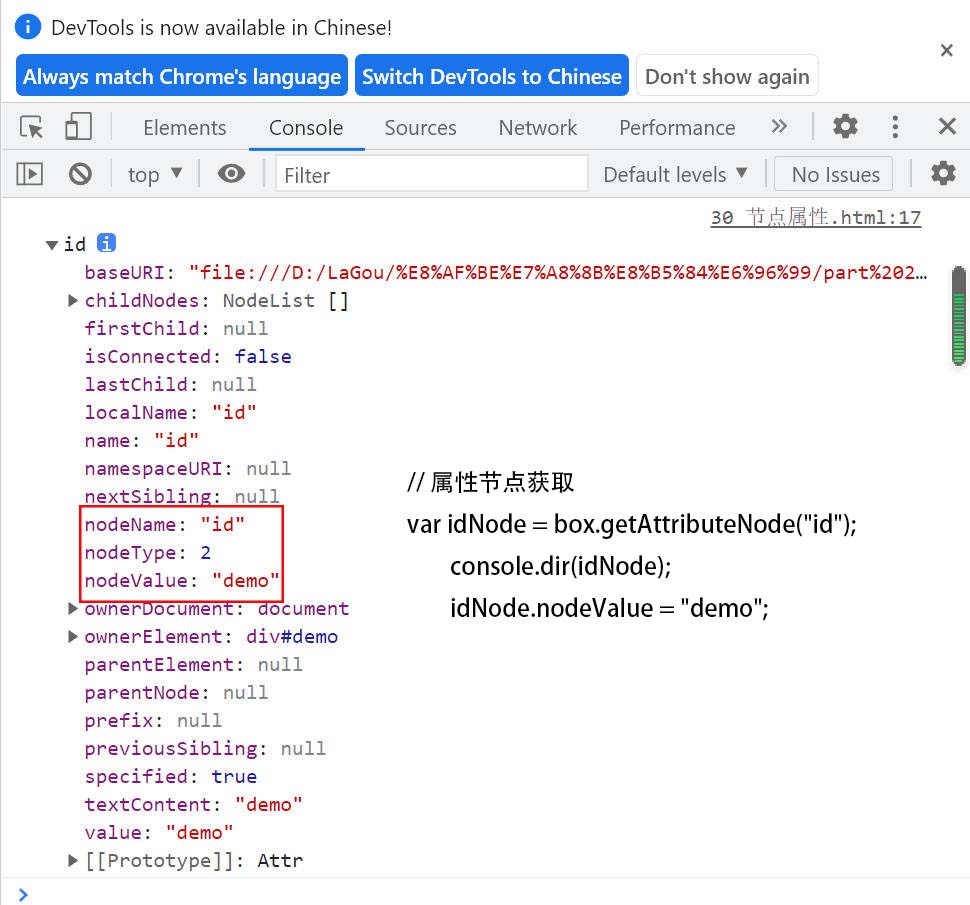 DevTools is now available in Chinese!
Always match Chrome's language Switch DevTools to Chinese Don't show again
Elements Console Sources Network Performance
top Filter Default levels No Issues
30 节点属性.html:17
id
baseURI: "file:///D:/LaGou/%E8%AF%BE%E7%A8%8B%E8%B5%84%E6%96%99/part%202…
childNodes: NodeList []
firstChild: null
isConnected: false
lastChild: null
localName: "id"
name: "id"
namespaceURI: null
nextSibling: null
nodeName: "id"
nodeType: 2
nodeValue: "demo"
ownerDocument: document
ownerElement: div#demo
parentElement: null
parentNode: null
prefix: null
previousSibling: null
specified: true
textContent: "demo"
value: "demo"
[[Prototype]]: Attr
// 属性节点获取
var idNode = box.getAttributeNode("id");
console.dir(idNode);
idNode.nodeValue = "demo";